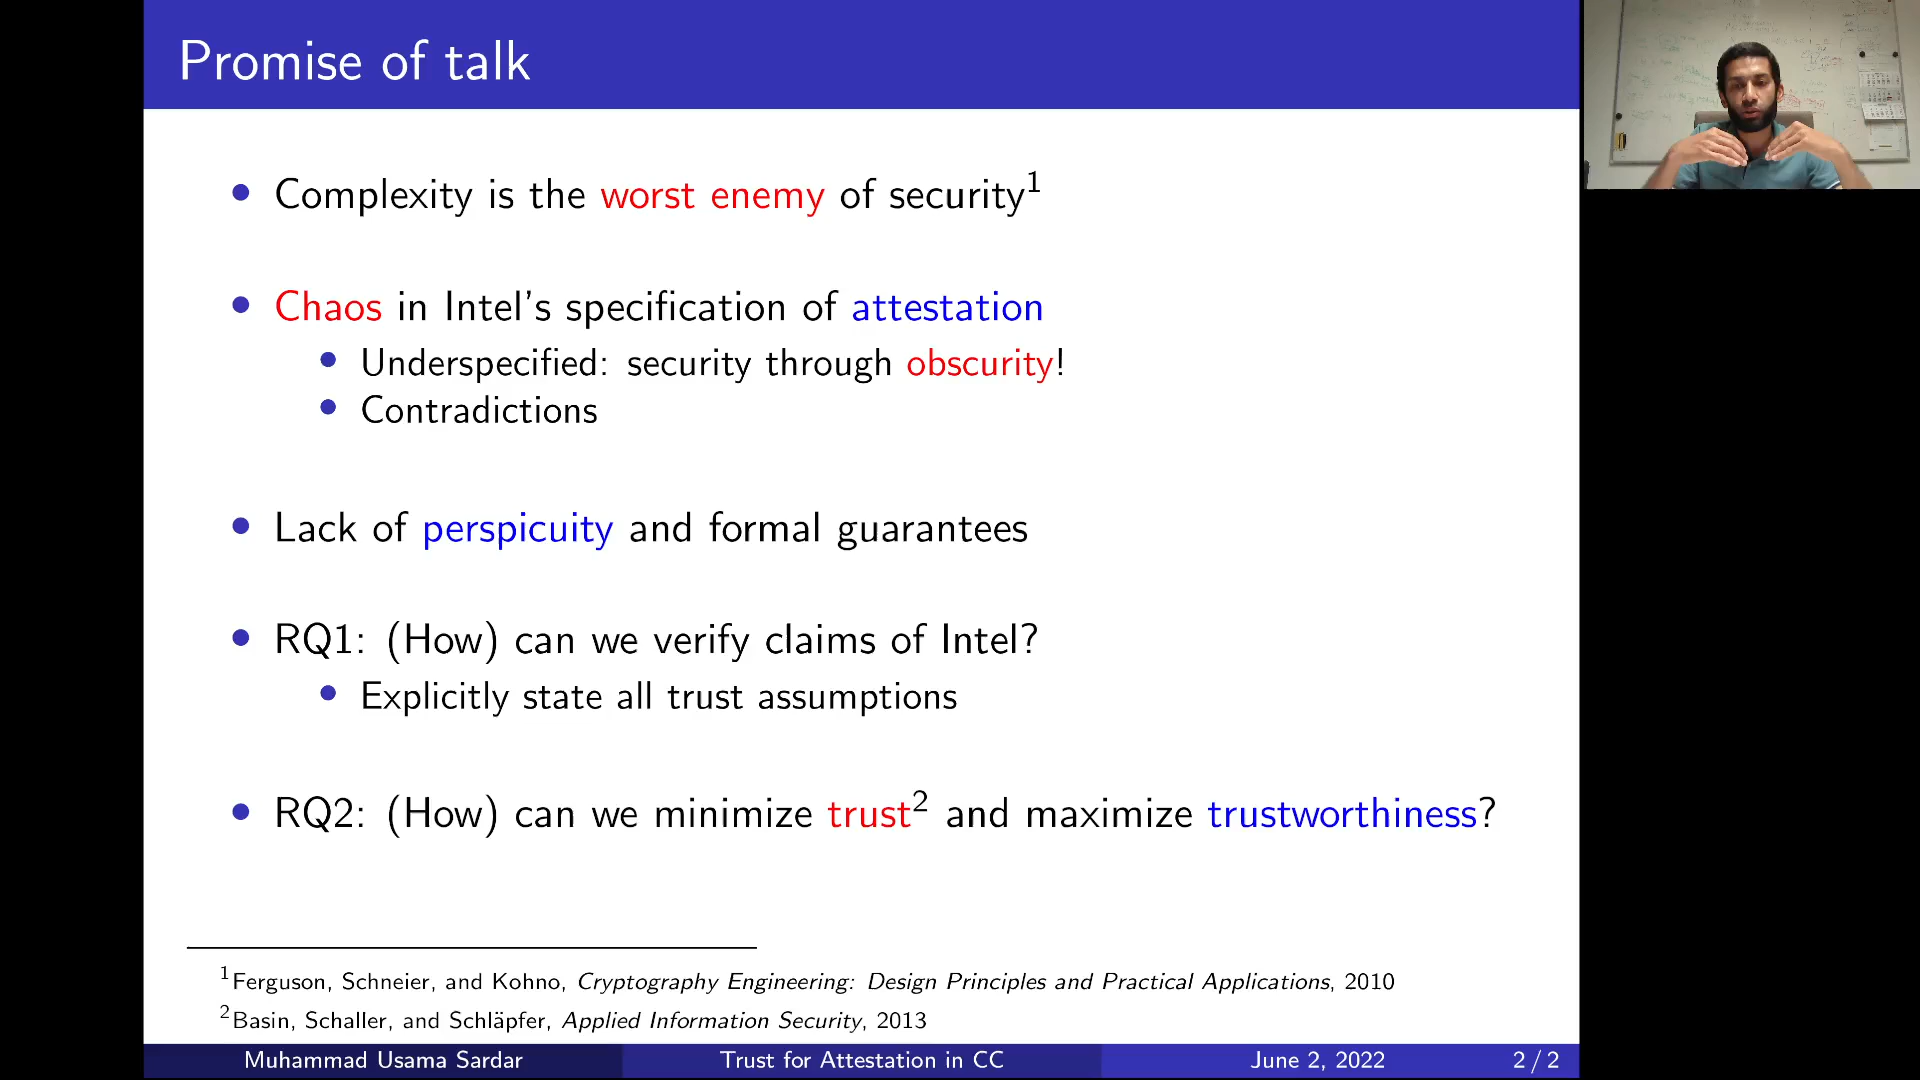 Promise of talk
Complexity is the worst enemy of security1
Chaos in Intel's specification of attestation
Underspecified: security through obscurity!
Contradictions
Lack of perspicuity and formal guarantees
RQ1: (How) can we verify claims of Intel?
Explicitly state all trust assumptions
RQ2: (How) can we minimize trust2 and maximize trustworthiness?
1Ferguson, Schneier, and Kohno, Cryptography Engineering: Design Principles and Practical Applications, 2010
2Basin, Schaller, and Schläpfer, Applied Information Security, 2013
Muhammad Usama Sardar Trust for Attestation in CC June 2, 2022 2 / 2